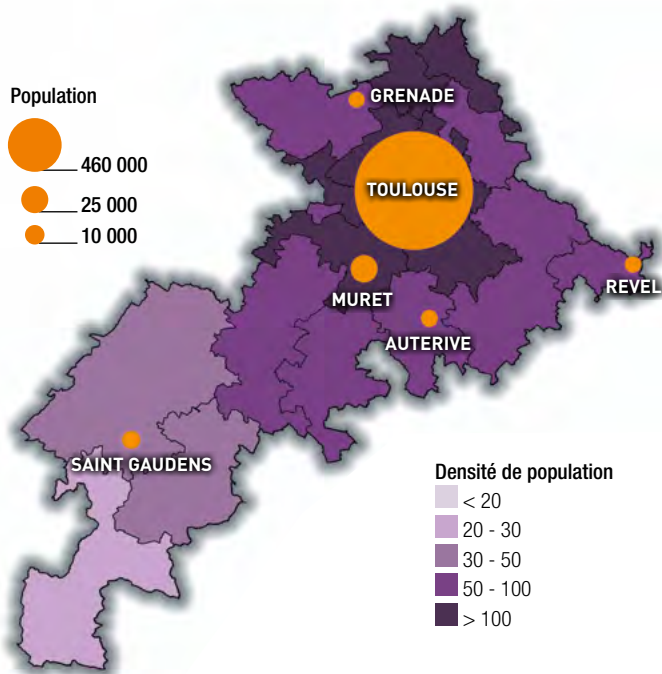 Population
460 000
25 000
10 000
GRENADE
TOULOUSE
REVEL
MURET
AUTERIVE
SAINT GAUDENS
Densité de population
< 20
20 - 30
30 - 50
50 - 100
> 100